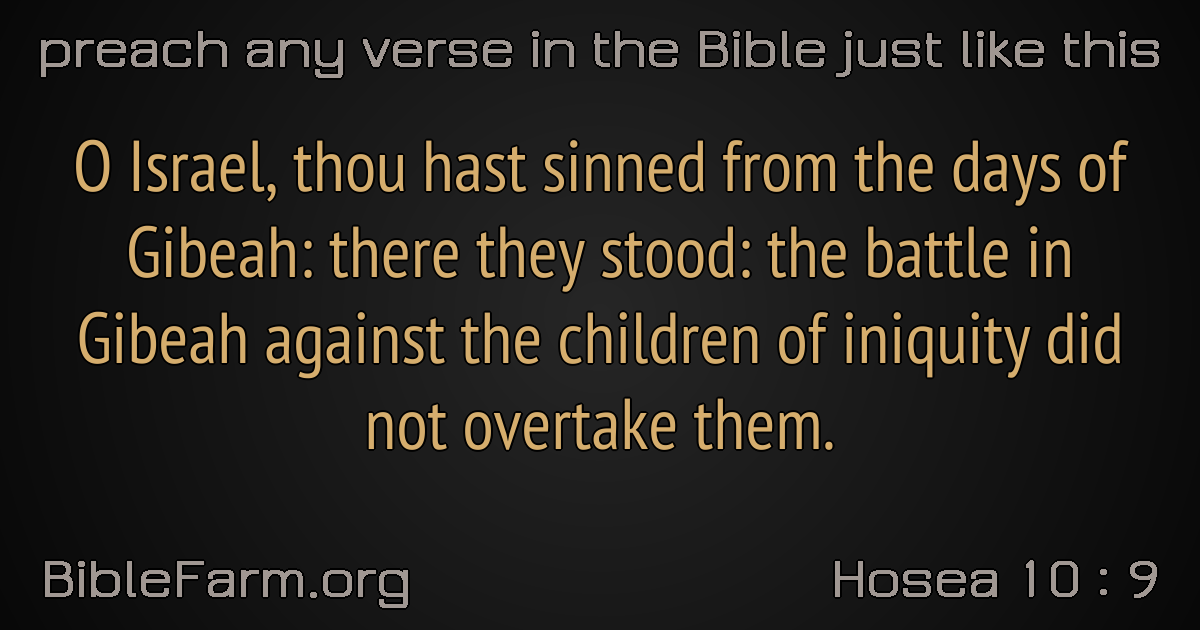 preach any verse in the Bible just like this
O Israel, thou hast sinned from the days of
Gibeah: there they stood: the battle in
Gibeah against the children of iniquity did
not overtake them.
BibleFarm.org
Hosea 10 : 9